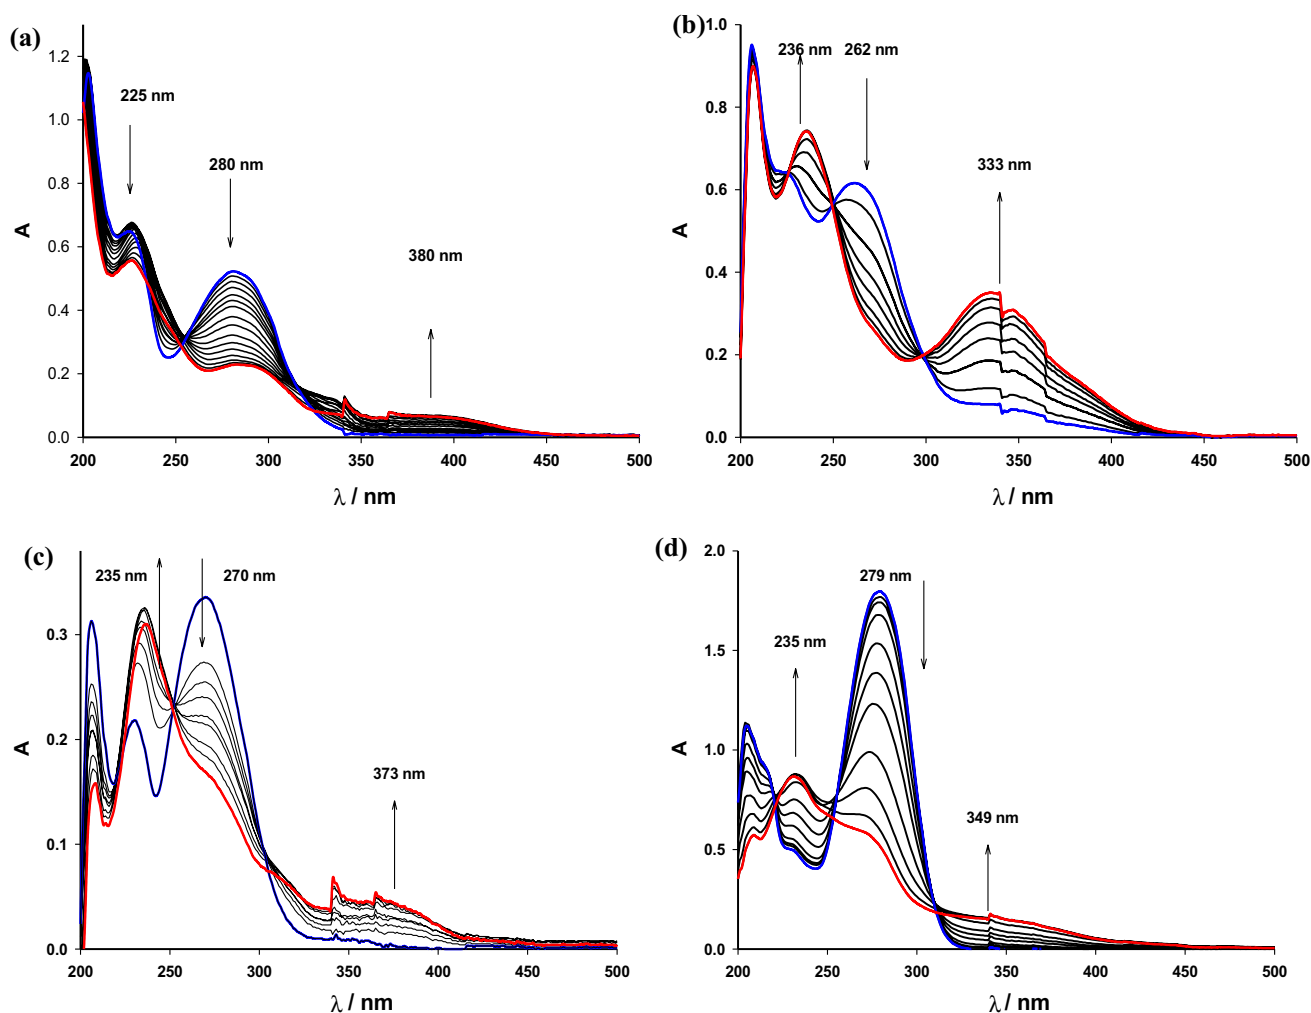 (a)
1.2
1.0
0.8
0.6
0.4
0.2
0.0
A
225 nm
280 nm
380 nm
200 250 300 350 400 450 500
λ / nm
(b)
1.0
0.8
0.6
0.4
0.2
0.0
A
236 nm 262 nm
333 nm
200 250 300 350 400 450 500
λ / nm
(c)
0.3
0.2
0.1
0.0
A
235 nm 270 nm
373 nm
200 250 300 350 400 450 500
λ / nm
(d)
2.0
1.5
1.0
0.5
0.0
A
279 nm
235 nm
349 nm
200 250 300 350 400 450 500
λ / nm